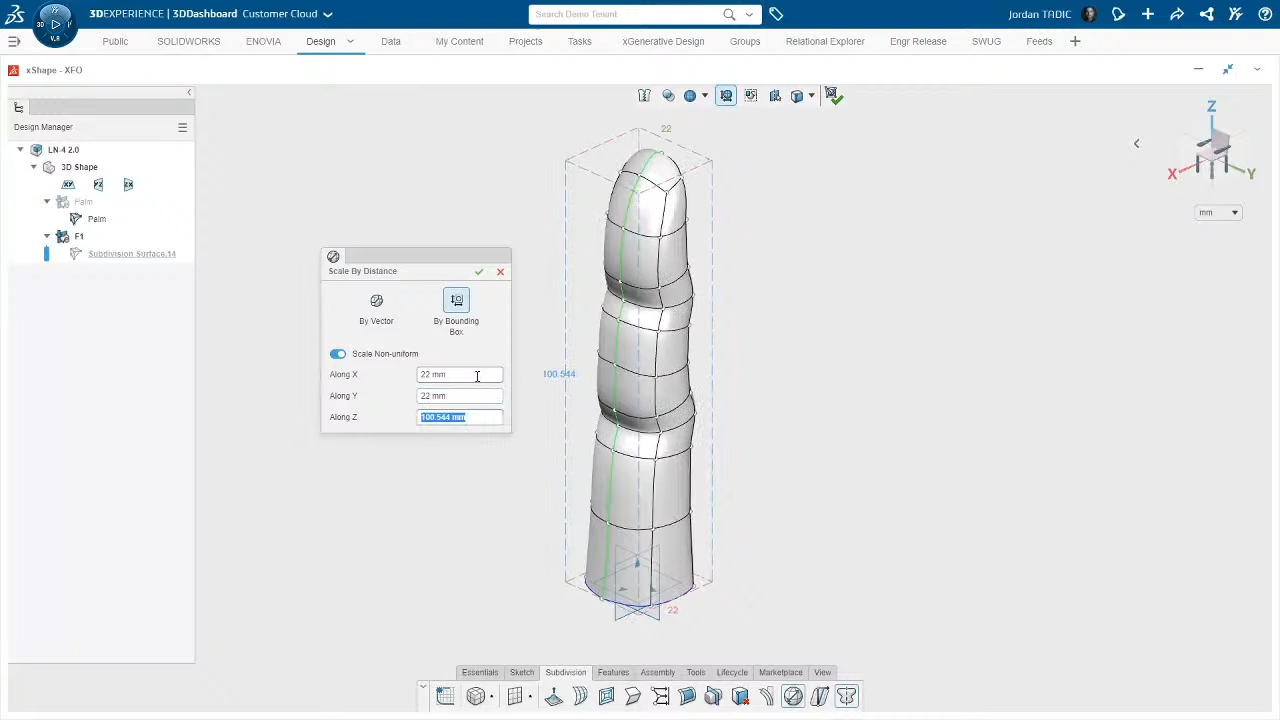 3DEXPERIENCE | 3DDashboard Customer Cloud
3D
V.R
Search Demo Tenant
Jordan TADIC
Public
SOLIDWORKS
ENOVIA
Design
Data
My Content
Projects
Tasks
xGenerative Design
Groups
Relational Explorer
Engr Release
SWUG
Feeds
xShape - XFO
Design Manager
LN-4 2.0
3D Shape
XY
YZ
ZX
Palm
Palm
F1
Subdivision Surface.14
Scale By Distance
By Vector
By Bounding
Box
Scale Non-uniform
Along X
22 mm
Along Y
22 mm
Along Z
100.544 mm
22
100.544
22
Z
X
Y
mm
Essentials
Sketch
Subdivision
Features
Assembly
Tools
Lifecycle
Marketplace
View